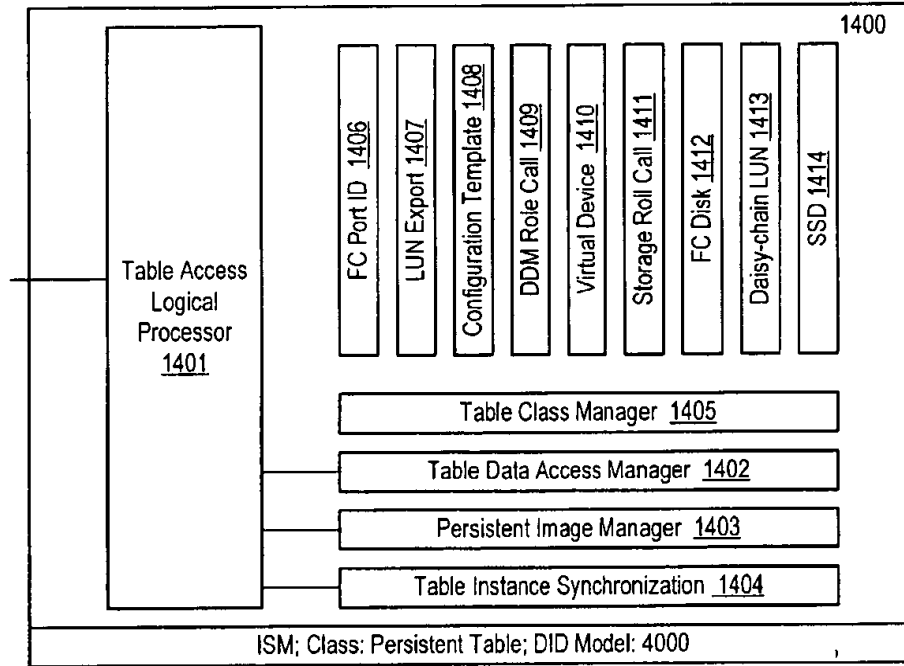 1400
Table Access
Logical
Processor
1401
FC Port ID 1406
LUN Export 1407
Configuration Template 1408
DDM Role Call 1409
Virtual Device 1410
Storage Roll Call 1411
FC Disk 1412
Daisy-chain LUN 1413
SSD 1414
Table Class Manager 1405
Table Data Access Manager 1402
Persistent Image Manager 1403
Table Instance Synchronization 1404
ISM; Class: Persistent Table; DID Model: 4000